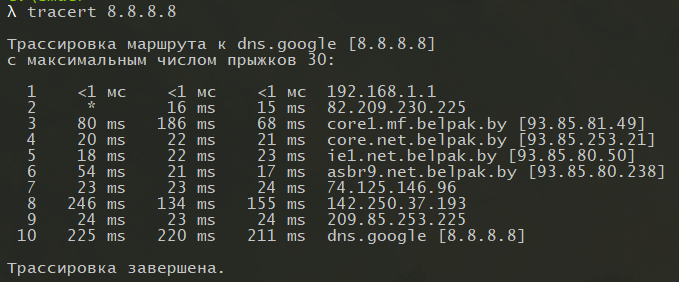 λ tracert 8.8.8.8
Трассировка маршрута к dns.google [8.8.8.8]
с максимальным числом прыжков 30:
1 <1 мс <1 мс <1 мс 192.168.1.1
2 * 16 ms 15 ms 82.209.230.225
3 80 ms 186 ms 68 ms core1.mf.belpak.by [93.85.81.49]
4 20 ms 22 ms 21 ms core.net.belpak.by [93.85.253.21]
5 18 ms 22 ms 23 ms ie1.net.belpak.by [93.85.80.50]
6 54 ms 21 ms 17 ms asbr9.net.belpak.by [93.85.80.238]
7 23 ms 23 ms 24 ms 74.125.146.96
8 246 ms 134 ms 155 ms 142.250.37.193
9 24 ms 23 ms 24 ms 209.85.253.225
10 225 ms 220 ms 211 ms dns.google [8.8.8.8]
Трассировка завершена.